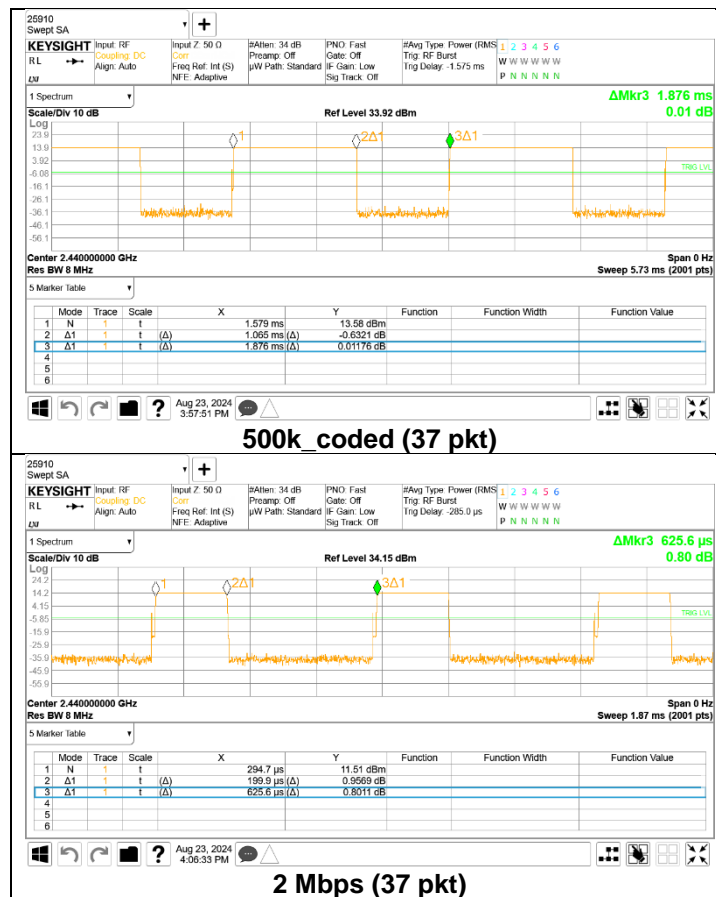 25910
Swept SA
+
KEYSIGHT Input: RF Input Z: 50 Ω #Atten: 34 dB PNO: Fast #Avg Type: Power (RMS 1 2 3 4 5 6
RL Coupling: DC Corr Preamp: Off Gate: Off Trig: RF Burst W W W W W W
Align: Auto Freq Ref: Int (S) µW Path: Standard IF Gain: Low Trig Delay: -1.575 ms P N N N N N
LXI NFE: Adaptive Sig Track: Off
1 Spectrum ΔMkr3 1.876 ms
Scale/Div 10 dB Ref Level 33.92 dBm 0.01 dB
Log
23.9 1 2Δ1 3Δ1
13.9
3.92
-6.08 TRIG LVL
-16.1
-26.1
-36.1
-46.1
-56.1
Center 2.440000000 GHz Span 0 Hz
Res BW 8 MHz Sweep 5.73 ms (2001 pts)
5 Marker Table
Mode Trace Scale X Y Function Function Width Function Value
1 N 1 t 1.579 ms 13.58 dBm
2 Δ1 1 t (Δ) 1.065 ms (Δ) -0.6321 dB
3 Δ1 1 t (Δ) 1.876 ms (Δ) 0.01176 dB
4
5
6
? Aug 23, 2024
3:57:51 PM
500k_coded (37 pkt)
25910
Swept SA
+
KEYSIGHT Input: RF Input Z: 50 Ω #Atten: 34 dB PNO: Fast #Avg Type: Power (RMS 1 2 3 4 5 6
RL Coupling: DC Corr Preamp: Off Gate: Off Trig: RF Burst W W W W W W
Align: Auto Freq Ref: Int (S) µW Path: Standard IF Gain: Low Trig Delay: -285.0 µs P N N N N N
LXI NFE: Adaptive Sig Track: Off
1 Spectrum ΔMkr3 625.6 µs
Scale/Div 10 dB Ref Level 34.15 dBm 0.80 dB
Log
24.2 1 2Δ1 3Δ1
14.2
4.15
-5.85 TRIG LVL
-15.9
-25.9
-35.9
-45.9
-55.9
Center 2.440000000 GHz Span 0 Hz
Res BW 8 MHz Sweep 1.87 ms (2001 pts)
5 Marker Table
Mode Trace Scale X Y Function Function Width Function Value
1 N 1 t 294.7 µs 11.51 dBm
2 Δ1 1 t (Δ) 199.9 µs (Δ) 0.9569 dB
3 Δ1 1 t (Δ) 625.6 µs (Δ) 0.8011 dB
4
5
6
? Aug 23, 2024
4:06:33 PM
2 Mbps (37 pkt)